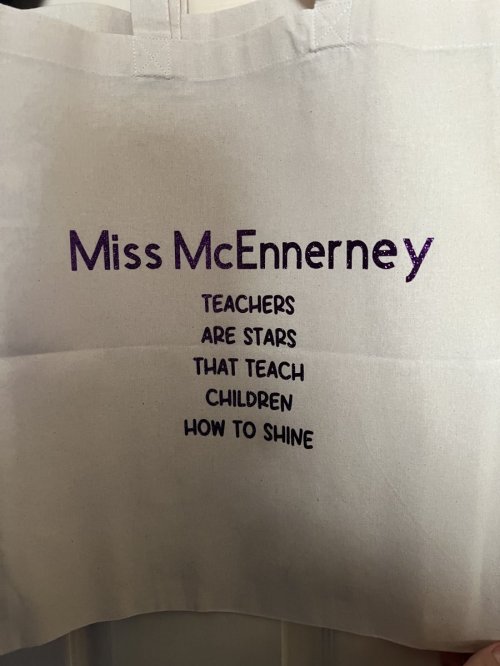 Miss McEnnerney
TEACHERS
ARE STARS
THAT TEACH
CHILDREN
HOW TO SHINE